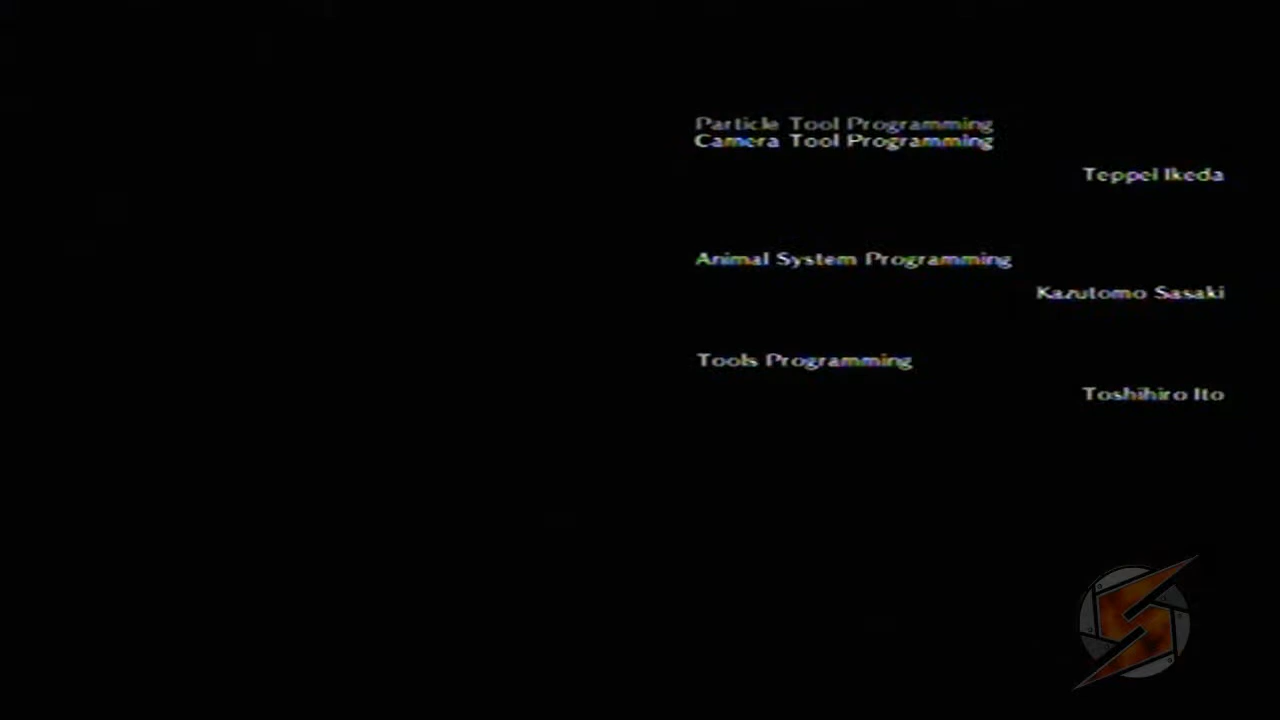 Particle Tool Programming
Camera Tool Programming
Teppei Ikeda
Animal System Programming
Kazutomo Sasaki
Tools Programming
Toshihiro Ito